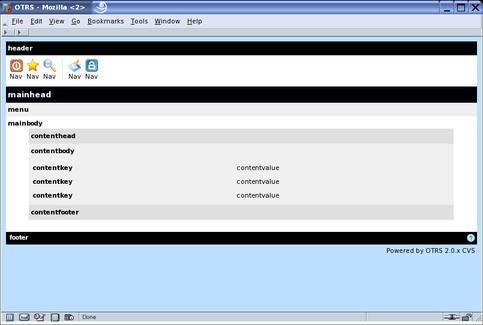 OTRS - Mozilla <2>
File Edit View Go Bookmarks Tools Window Help
header
Nav Nav Nav Nav Nav
mainhead
menu
mainbody
contenthead
contentbody
contentkey contentvalue
contentkey contentvalue
contentkey contentvalue
contentfooter
footer
Powered by OTRS 2.0.x CVS
Done